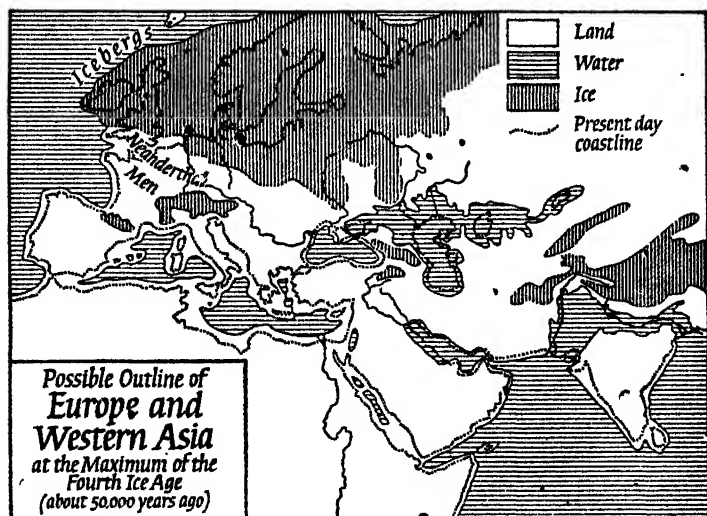 Icebergs
Neanderthal
Men
Land
Water
Ice
Present day
coastline
Possible Outline of
Europe and
Western Asia
at the Maximum of the
Fourth Ice Age
(about 50,000 years ago)